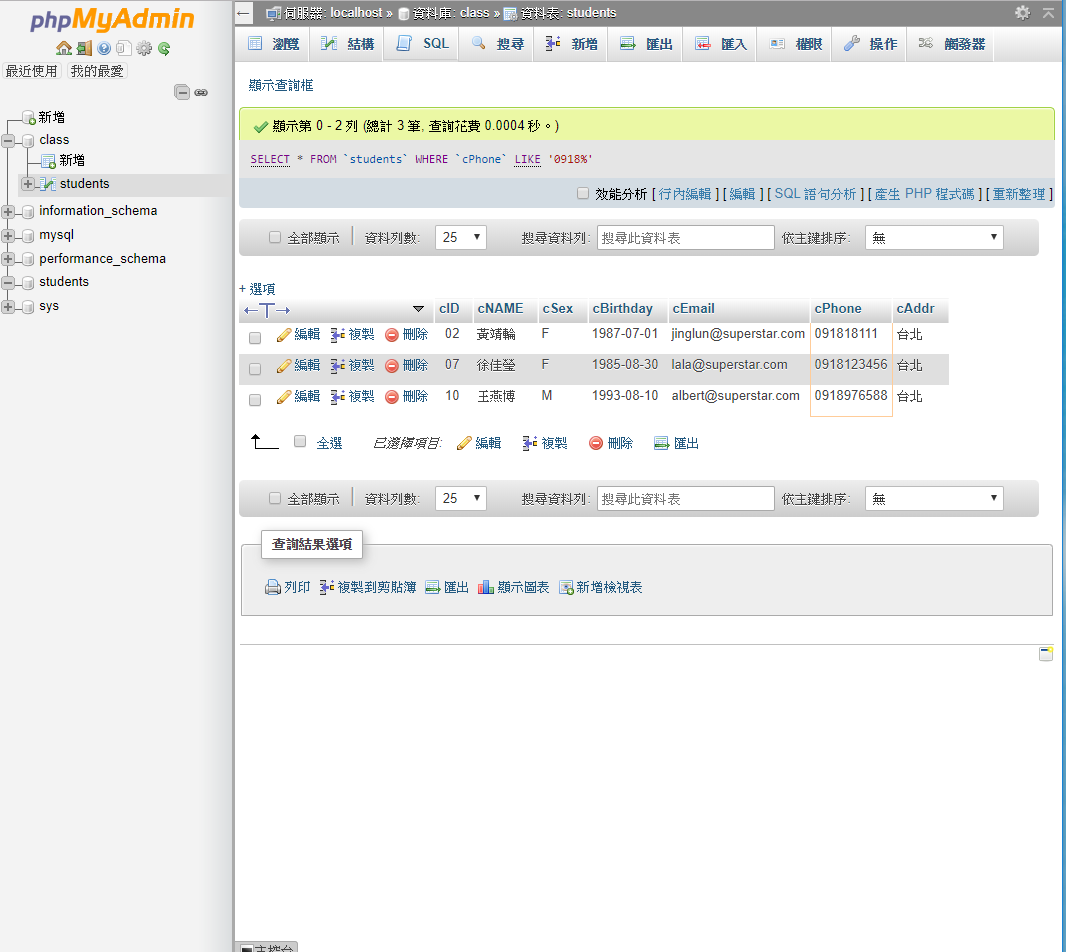 phpMyAdmin
最近使用 我的最愛
新增
class
新增
students
information_schema
mysql
performance_schema
students
sys
伺服器: localhost » 資料庫: class » 資料表: students
瀏覽 結構 SQL 搜尋 新增 匯出 匯入 權限 操作 觸發器
顯示查詢框
顯示第 0 - 2 列 (總計 3 筆, 查詢花費 0.0004 秒。)
SELECT * FROM `students` WHERE `cPhone` LIKE '0918%'
效能分析 [ 行內編輯 ] [ 編輯 ] [ SQL 語句分析 ] [ 產生 PHP 程式碼 ] [ 重新整理 ]
全部顯示 資料列數: 25 搜尋資料列: 搜尋此資料表 依主鍵排序: 無
+ 選項
←T→ cID cNAME cSex cBirthday cEmail cPhone cAddr
編輯 複製 刪除 02 黃靖輪 F 1987-07-01 jinglun@superstar.com 091818111 台北
編輯 複製 刪除 07 徐佳瑩 F 1985-08-30 lala@superstar.com 0918123456 台北
編輯 複製 刪除 10 王燕博 M 1993-08-10 albert@superstar.com 0918976588 台北
全選 已選擇項目: 編輯 複製 刪除 匯出
全部顯示 資料列數: 25 搜尋資料列: 搜尋此資料表 依主鍵排序: 無
查詢結果選項
列印 複製到剪貼簿 匯出 顯示圖表 新增檢視表
主控台